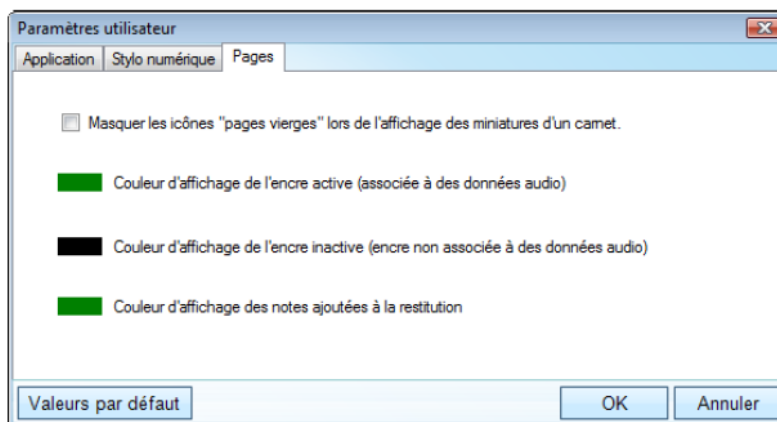 Paramètres utilisateur
Application Stylo numérique Pages
Masquer les icônes "pages vierges" lors de l'affichage des miniatures d'un carnet.
Couleur d'affichage de l'encre active (associée à des données audio)
Couleur d'affichage de l'encre inactive (encre non associée à des données audio)
Couleur d'affichage des notes ajoutées à la restitution
Valeurs par défaut OK Annuler